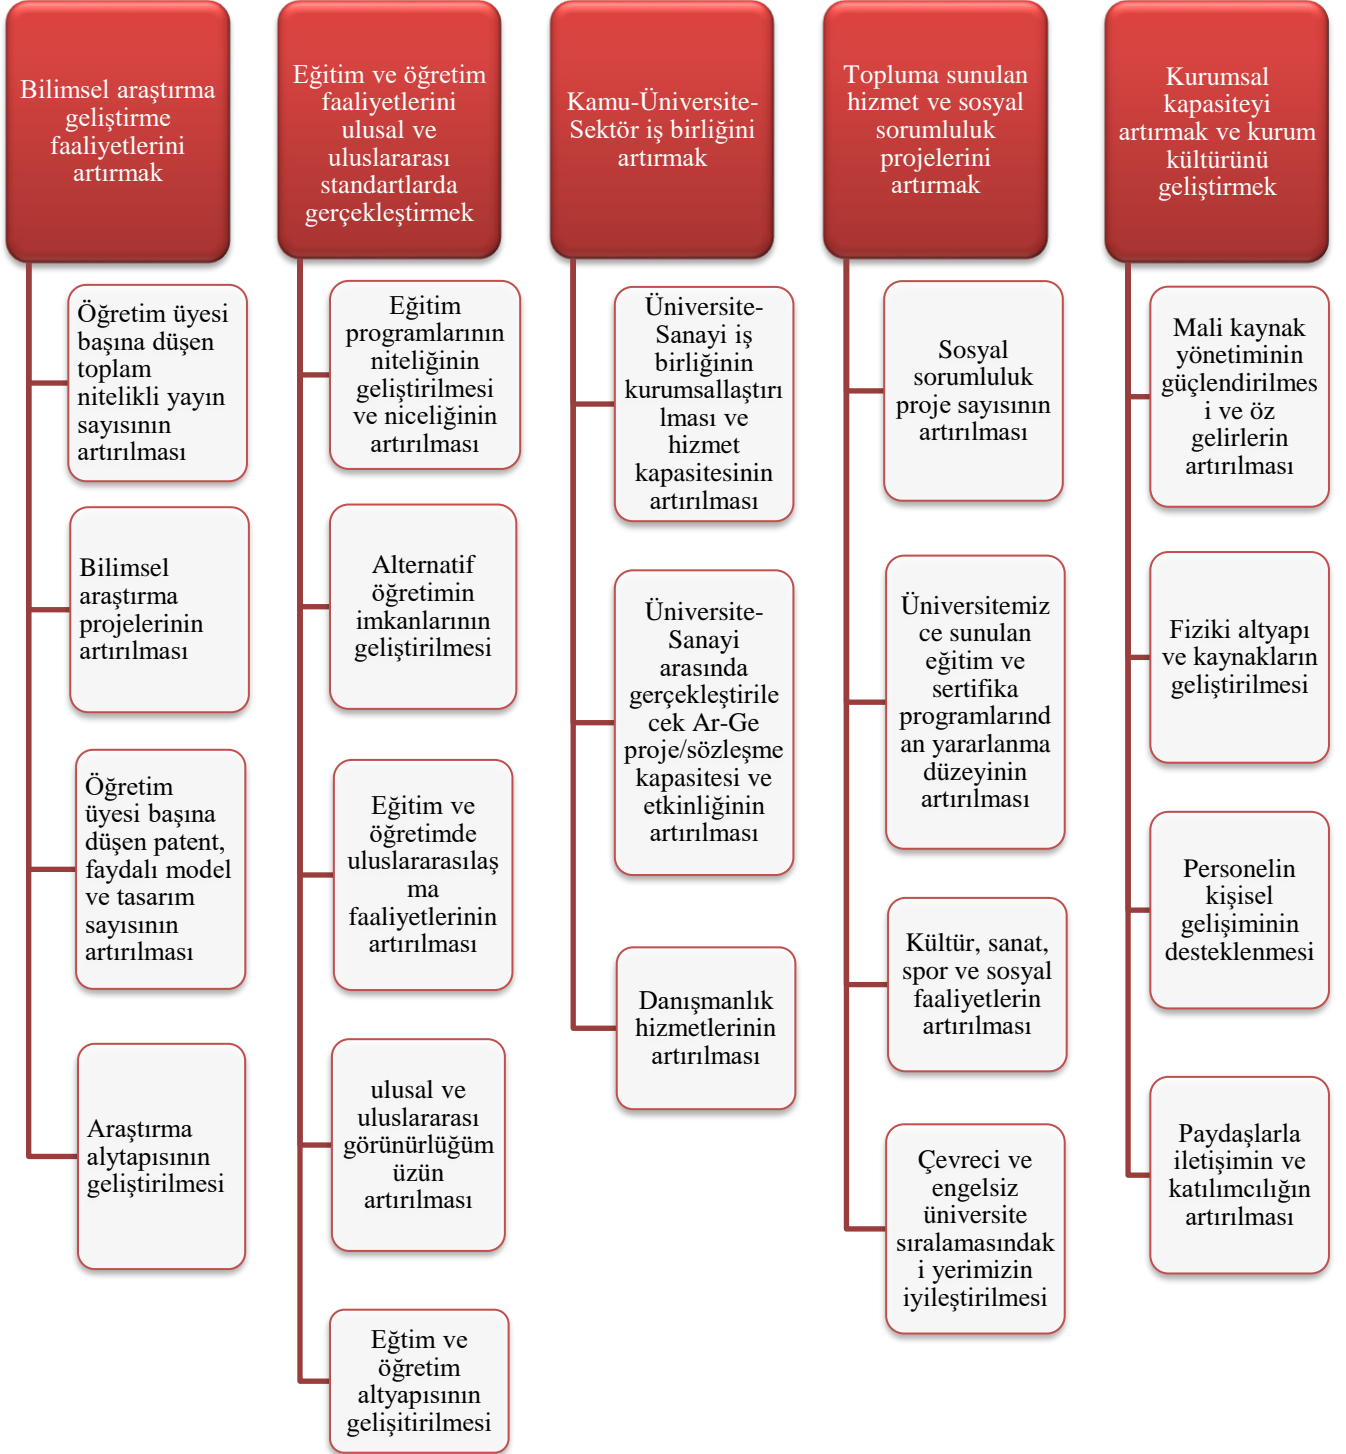 Bilimsel araştırma
geliştirme
faaliyetlerini
artırmak
Öğretim üyesi
başına düşen
toplam
nitelikli yayın
sayısının
artırılması
Bilimsel
araştırma
projelerinin
artırılması
Öğretim
üyesi başına
düşen patent,
faydalı model
ve tasarım
sayısının
artırılması
Araştırma
alytapısının
geliştirilmesi
Eğitim ve öğretim
faaliyetlerini
ulusal ve
uluslararası
standartlarda
gerçekleştirmek
Eğitim
programlarının
niteliğinin
geliştirilmesi
ve niceliğinin
artırılması
Alternatif
öğretimin
imkanlarının
geliştirilmesi
Eğitim ve
öğretimde
uluslararasılaş
ma
faaliyetlerinin
artırılması
ulusal ve
uluslararası
görünürlüğüm
üzün
artırılması
Eğtim ve
öğretim
altyapısının
gelişitirilmesi
Kamu-Üniversite-
Sektör iş birliğini
artırmak
Üniversite-
Sanayi iş
birliğinin
kurumsallaştırı
lması ve
hizmet
kapasitesinin
artırılması
Üniversite-
Sanayi
arasında
gerçekleştirile
cek Ar-Ge
proje/sözleşme
kapasitesi ve
etkinliğinin
artırılması
Danışmanlık
hizmetlerinin
artırılması
Topluma sunulan
hizmet ve sosyal
sorumluluk
projelerini
artırmak
Sosyal
sorumluluk
proje sayısının
artırılması
Üniversitemiz
ce sunulan
eğitim ve
sertifika
programlarınd
an yararlanma
düzeyinin
artırılması
Kültür, sanat,
spor ve sosyal
faaliyetlerin
artırılması
Çevreci ve
engelsiz
üniversite
sıralamasındak
i yerimizin
iyileştirilmesi
Kurumsal
kapasiteyi
artırmak ve kurum
kültürünü
geliştirmek
Mali kaynak
yönetiminin
güçlendirilmes
i ve öz
gelirlerin
artırılması
Fiziki altyapı
ve kaynakların
geliştirilmesi
Personelin
kişisel
gelişiminin
desteklenmesi
Paydaşlarla
iletişimin ve
katılımcılığın
artırılması